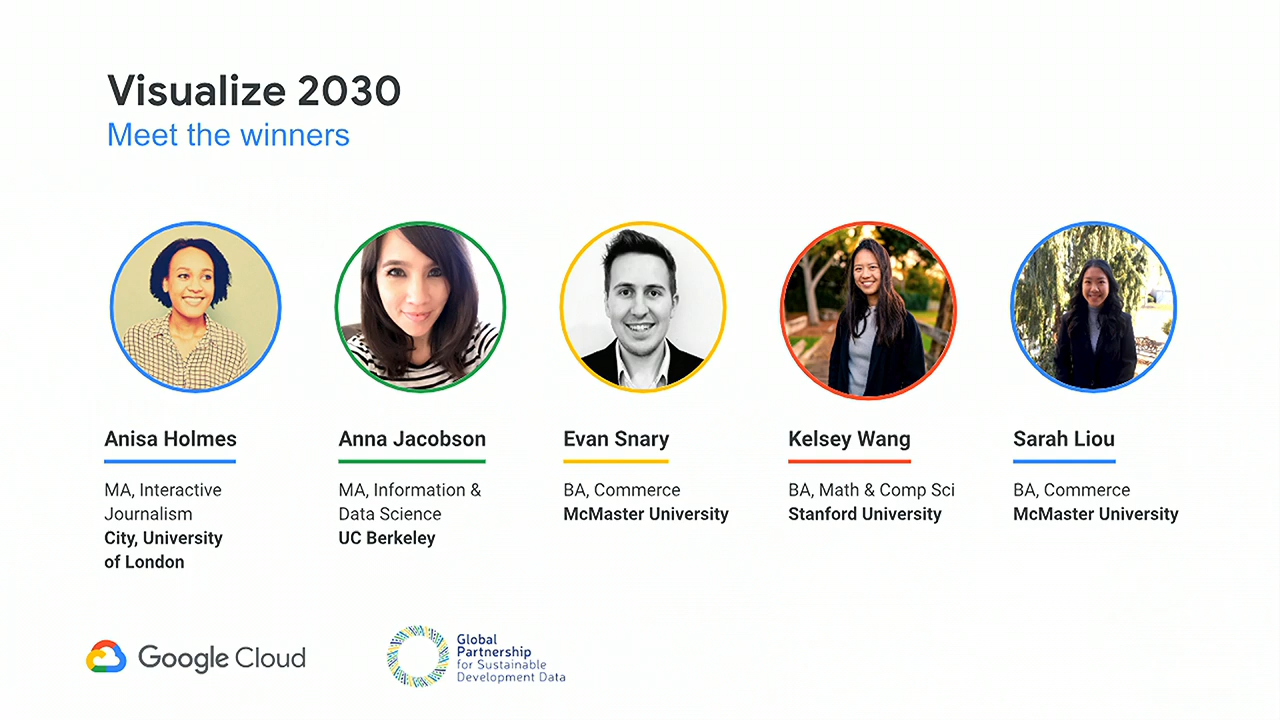 Visualize 2030
Meet the winners
Anisa Holmes
MA, Interactive
Journalism
City, University
of London
Anna Jacobson
MA, Information &
Data Science
UC Berkeley
Evan Snary
BA, Commerce
McMaster University
Kelsey Wang
BA, Math & Comp Sci
Stanford University
Sarah Liou
BA, Commerce
McMaster University
Google Cloud
Global
Partnership
for Sustainable
Development Data